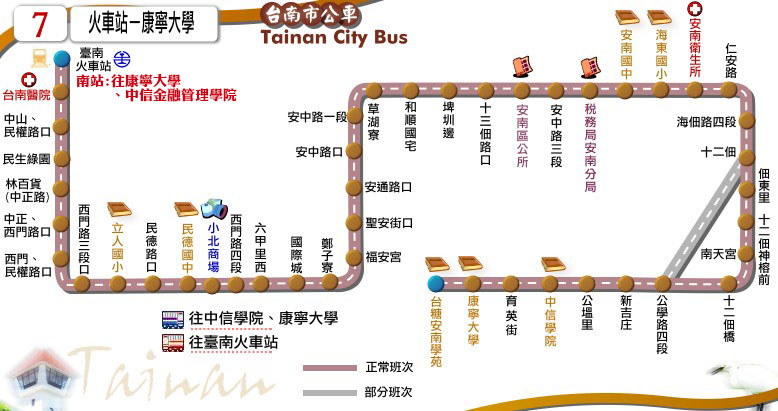 7
火車站－康寧大學
台南市公車
Tainan City Bus
臺南
火車站
南站:往康寧大學
、中信金融管理學院
台南醫院
中山、
民權路口
民生綠園
林百貨
(中正路)
中正、
西門路口
西門、
民權路口
西門路三段口
立人國小
民德路口
民德國中
小北商場
西門路四段
六甲里西
國際城
鄭子寮
福安宮
聖安街口
安通路口
安中路口
安中路一段
草湖寮
和順國宅
埤圳邊
十三佃路口
安南區公所
安中路三段
稅務局安南分局
安南國中
海東國小
安南衛生所
仁安路
海佃路四段
十二佃
佃東里
十二佃神榕前
南天宮
十二佃橋
公學路四段
新吉庄
公塭里
中信學院
育英街
康寧大學
台糖安南學苑
往中信學院、康寧大學
往臺南火車站
正常班次
部分班次
Tainan